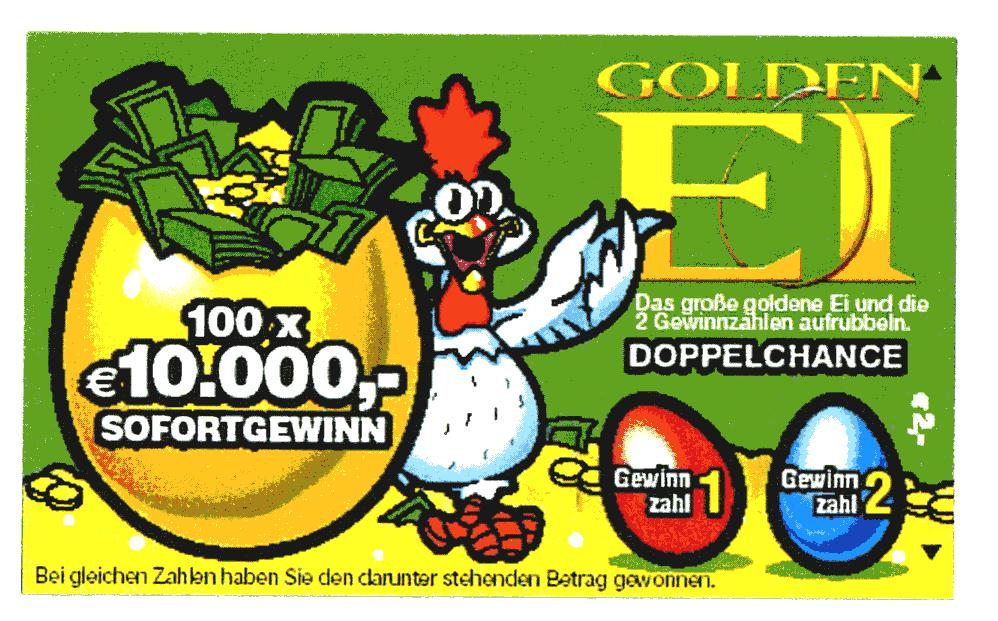 GOLDEN
EI
Das große goldene Ei und die
2 Gewinnzahlen aufrubbeln.
DOPPELCHANCE
100 x
€10.000,-
SOFORTGEWINN
€2,-
Gewinn
zahl 1
Gewinn
zahl 2
Bei gleichen Zahlen haben Sie den darunter stehenden Betrag gewonnen.